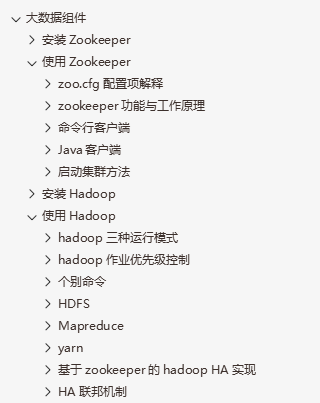 大数据组件
安装 Zookeeper
使用 Zookeeper
zoo.cfg 配置项解释
zookeeper 功能与工作原理
命令行客户端
Java 客户端
启动集群方法
安装 Hadoop
使用 Hadoop
hadoop 三种运行模式
hadoop 作业优先级控制
个别命令
HDFS
Mapreduce
yarn
基于 zookeeper 的 hadoop HA 实现
HA 联邦机制